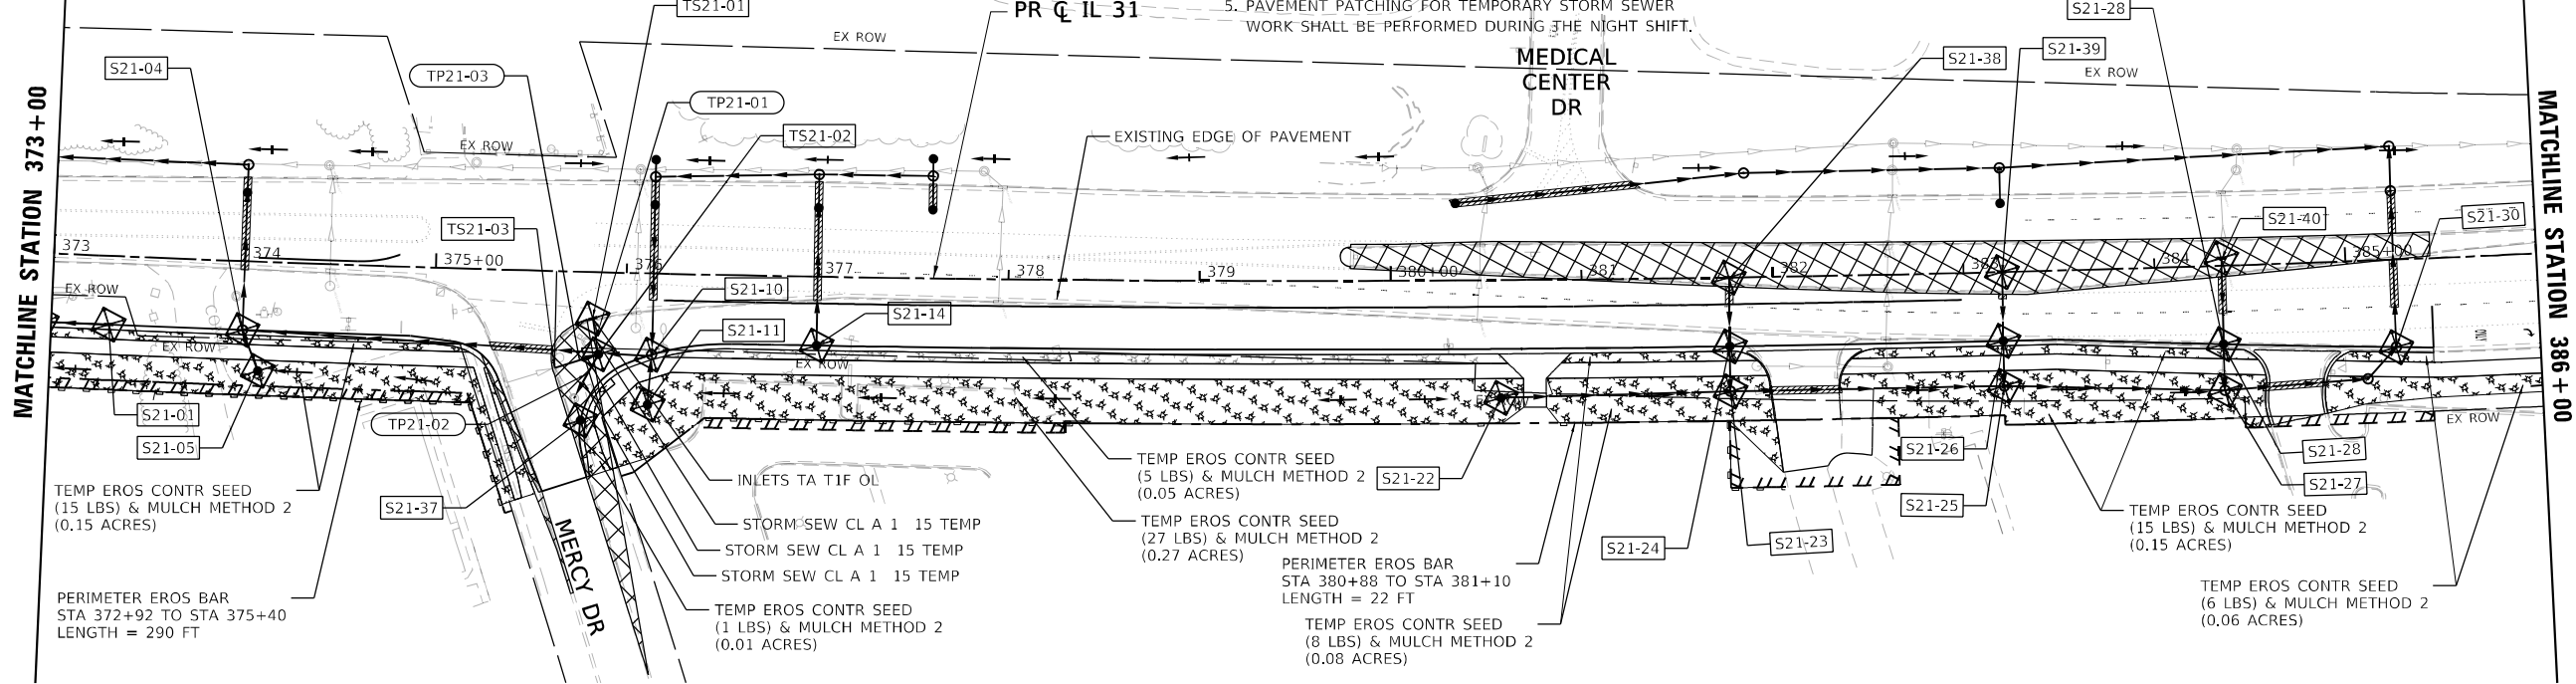 TS21-01
PR ℄ IL 31
5. PAVEMENT PATCHING FOR TEMPORARY STORM SEWER
WORK SHALL BE PERFORMED DURING THE NIGHT SHIFT.
S21-28
EX ROW
MEDICAL
CENTER
DR
S21-38
S21-39
EX ROW
S21-04
TP21-03
TP21-01
TS21-02
EXISTING EDGE OF PAVEMENT
EX ROW
MATCHLINE STATION 373+00
MATCHLINE STATION 386+00
TS21-03
S21-40
S21-30
373
374
375+00
376
377
378
379
380+00
381
382
383
384
385+00
EX ROW
S21-10
S21-11
S21-14
EX ROW
EX ROW
S21-01
S21-05
TP21-02
S21-37
INLETS TA T1F OL
STORM SEW CL A 1 15 TEMP
STORM SEW CL A 1 15 TEMP
STORM SEW CL A 1 15 TEMP
TEMP EROS CONTR SEED
(15 LBS) & MULCH METHOD 2
(0.15 ACRES)
PERIMETER EROS BAR
STA 372+92 TO STA 375+40
LENGTH = 290 FT
MERCY DR
TEMP EROS CONTR SEED
(1 LBS) & MULCH METHOD 2
(0.01 ACRES)
TEMP EROS CONTR SEED
(5 LBS) & MULCH METHOD 2
(0.05 ACRES)
TEMP EROS CONTR SEED
(27 LBS) & MULCH METHOD 2
(0.27 ACRES)
S21-22
PERIMETER EROS BAR
STA 380+88 TO STA 381+10
LENGTH = 22 FT
TEMP EROS CONTR SEED
(8 LBS) & MULCH METHOD 2
(0.08 ACRES)
S21-24
S21-23
S21-26
S21-25
S21-28
S21-27
EX ROW
TEMP EROS CONTR SEED
(15 LBS) & MULCH METHOD 2
(0.15 ACRES)
TEMP EROS CONTR SEED
(6 LBS) & MULCH METHOD 2
(0.06 ACRES)